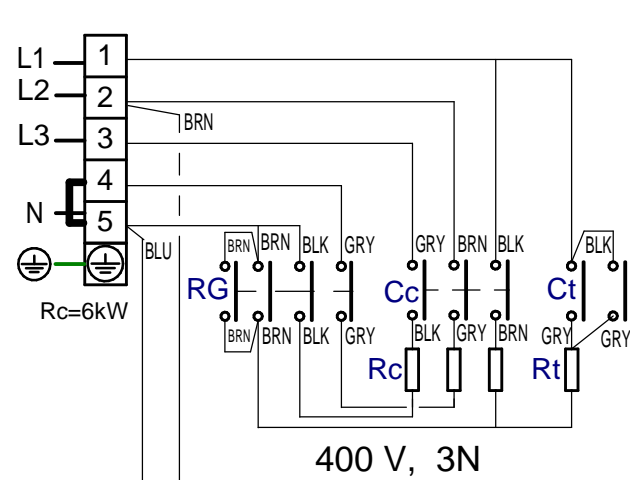 L1 1
L2 2
BRN
L3 3
4
N 5
BLU
BRN BRN BLK GRY GRY BRN BLK BLK
RG Cc Ct
Rc=6kW
BRN BRN BLK GRY BLK GRY BRN GRY GRY
Rc Rt
400 V, 3N